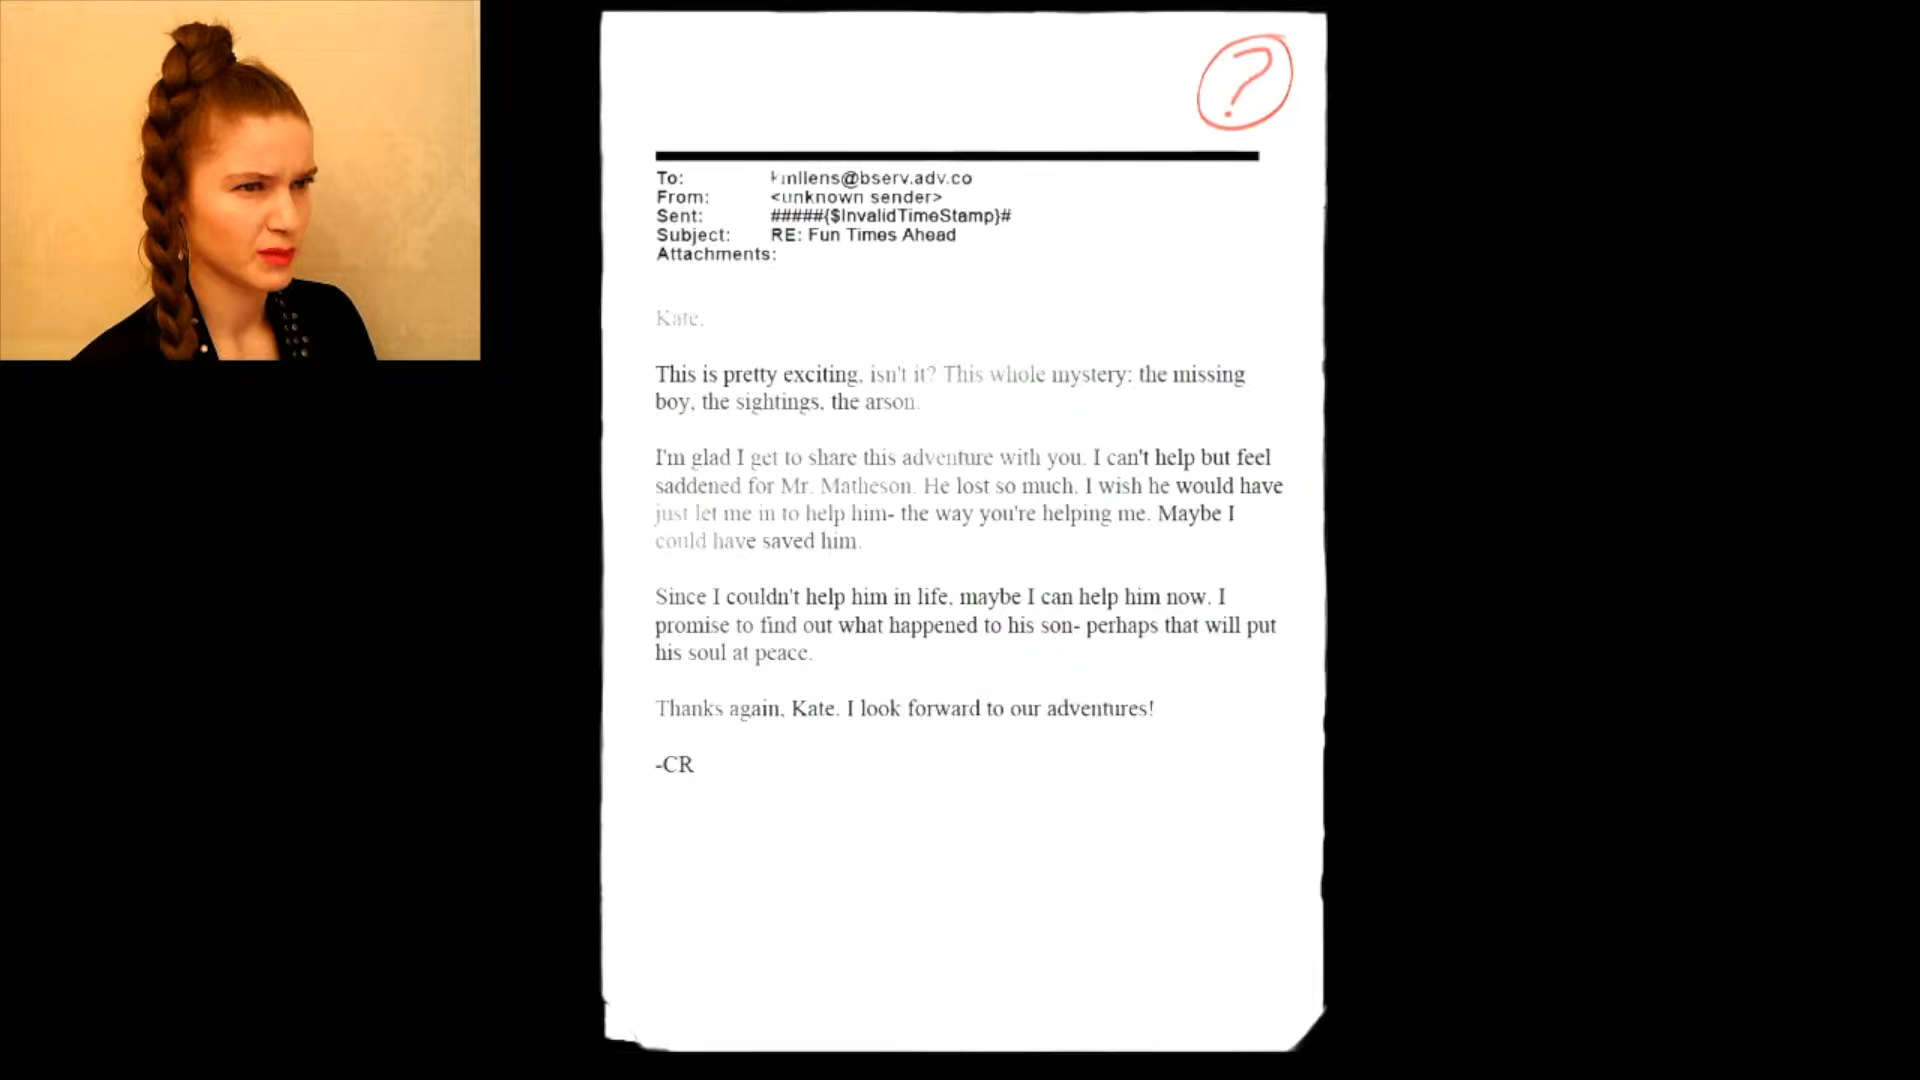 ?
To: kmllens@bserv.adv.co
From: <unknown sender>
Sent: #####{$InvalidTimeStamp}#
Subject: RE: Fun Times Ahead
Attachments:
Kate,
This is pretty exciting, isn't it? This whole mystery: the missing
boy, the sightings, the arson.
I'm glad I get to share this adventure with you. I can't help but feel
saddened for Mr. Matheson. He lost so much. I wish he would have
just let me in to help him- the way you're helping me. Maybe I
could have saved him.
Since I couldn't help him in life, maybe I can help him now. I
promise to find out what happened to his son- perhaps that will put
his soul at peace.
Thanks again, Kate. I look forward to our adventures!
-CR